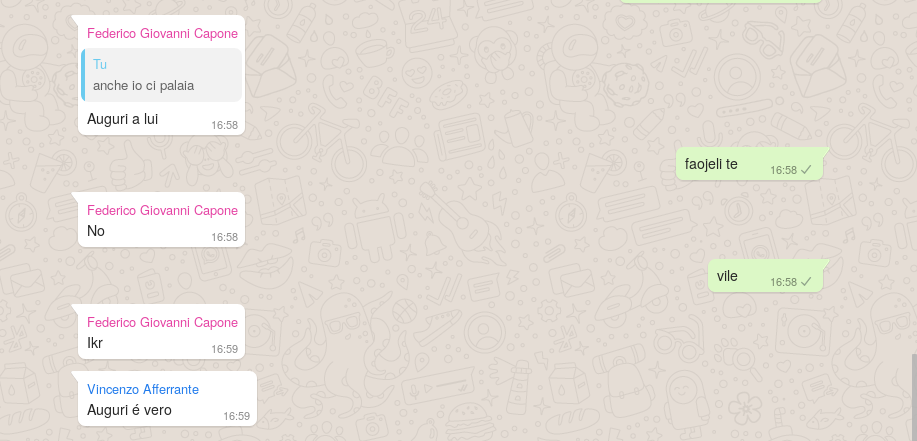 Federico Giovanni Capone
Tu
anche io ci palaia
Auguri a lui
16:58
faojeli te
16:58
Federico Giovanni Capone
No
16:58
vile
16:58
Federico Giovanni Capone
Ikr
16:59
Vincenzo Afferrante
Auguri é vero
16:59